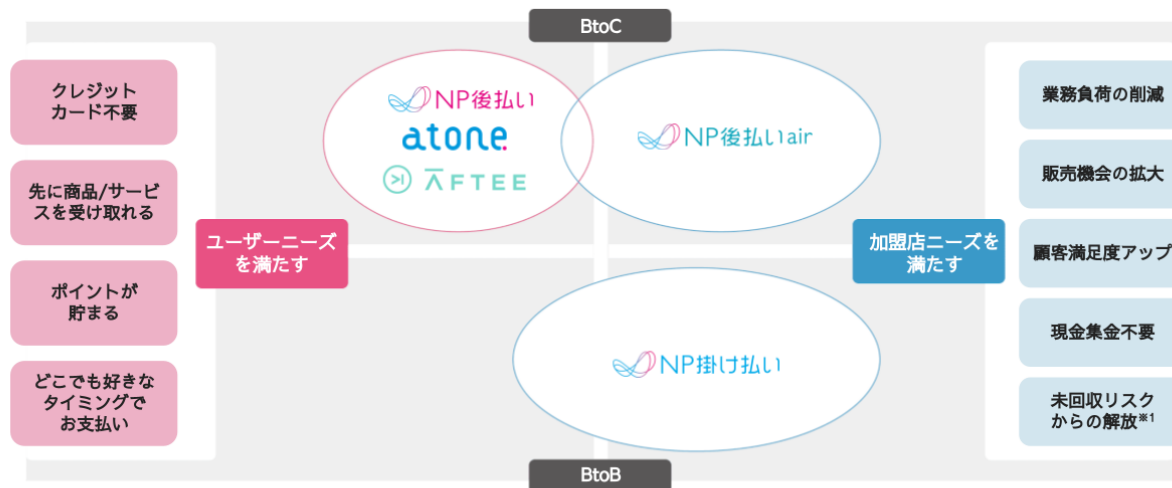 BtoC
クレジット
カード不要
先に商品/サービ
スを受け取れる
ポイントが
貯まる
どこでも好きな
タイミングで
お支払い
ユーザーニーズ
を満たす
NP後払い
atone
AFTEE
NP後払いair
NP掛け払い
加盟店ニーズを
満たす
業務負荷の削減
販売機会の拡大
顧客満足度アップ
現金集金不要
未回収リスク
からの解放※1
BtoB